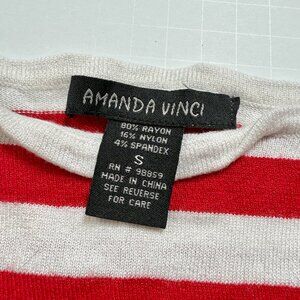 AMANDA VINCI
80% RAYON
16% NYLON
4% SPANDEX
S
RN # 98859
MADE IN CHINA
SEE REVERSE
FOR CARE